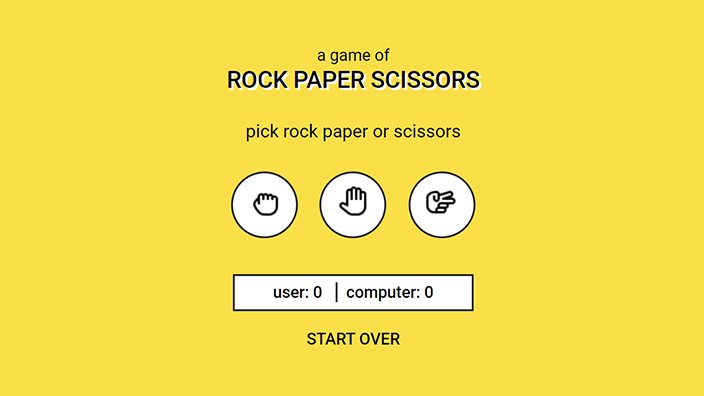 a game of
ROCK PAPER SCISSORS
pick rock paper or scissors
user: 0 | computer: 0
START OVER